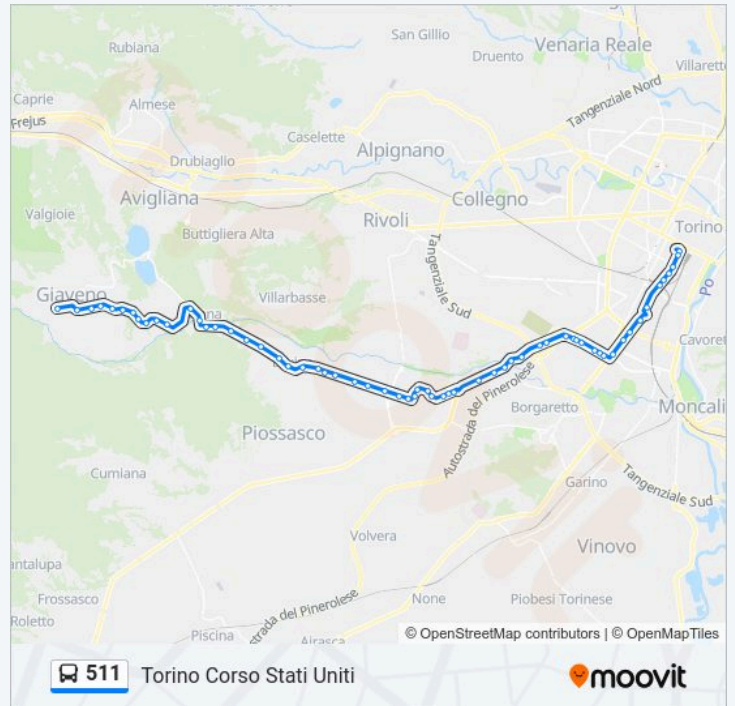 San Gillio
Rubiana
Druento
Venaria Reale
Villarett
Tangenziale Nord
Caprie
Almese
Frejus
Caselette
Alpignano
Drubiaglio
Avigliana
Collegno
Rivoli
Valgioie
Torino
Buttigliera Alta
Tangenziale Sud
Po
Giaveno
Villarbasse
na
Cavoret
Autostrada del Pinerolese
Borgaretto
Moncali
Piossasco
Cumiana
Garino
Tangenziale Sud
Volvera
Vinovo
antalupa
Frossasco
None
Piobesi Torinese
Roletto
strada del Pinerolese
Piscina
Airasca
© OpenStreetMap contributors | © OpenMapTiles
511 Torino Corso Stati Uniti
moovit